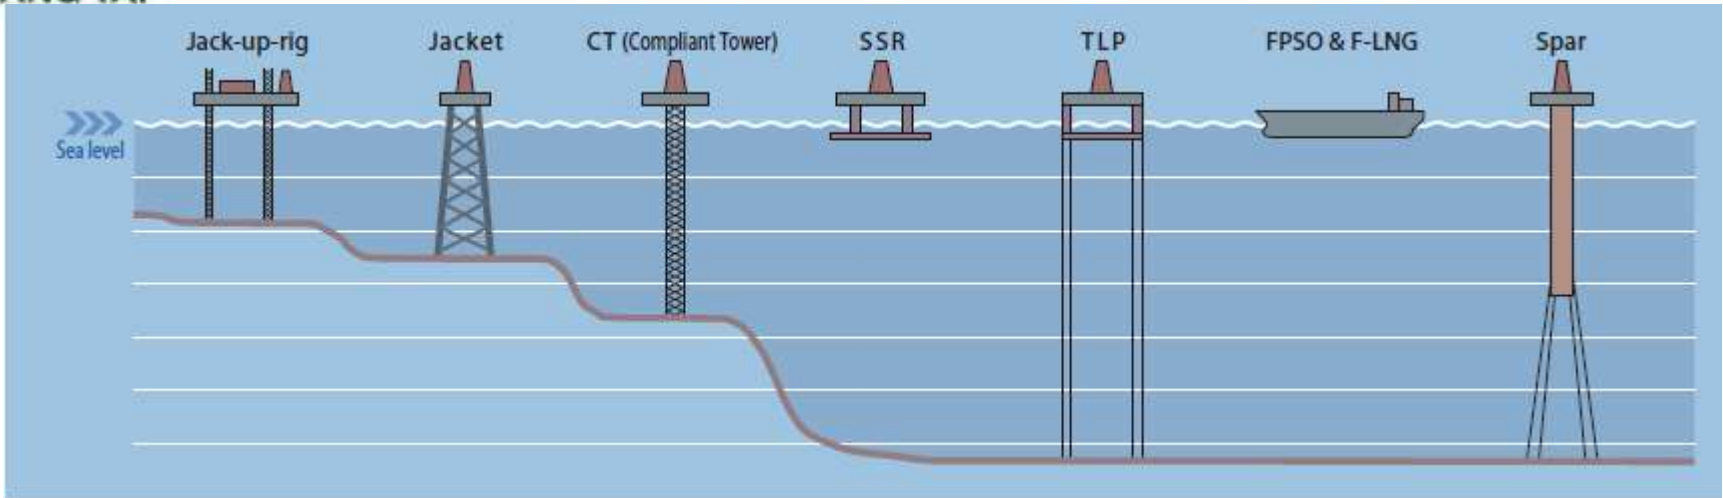 Jack-up-rig
Jacket
CT (Compliant Tower)
SSR
TLP
FPSO & F-LNG
Spar
Sea level